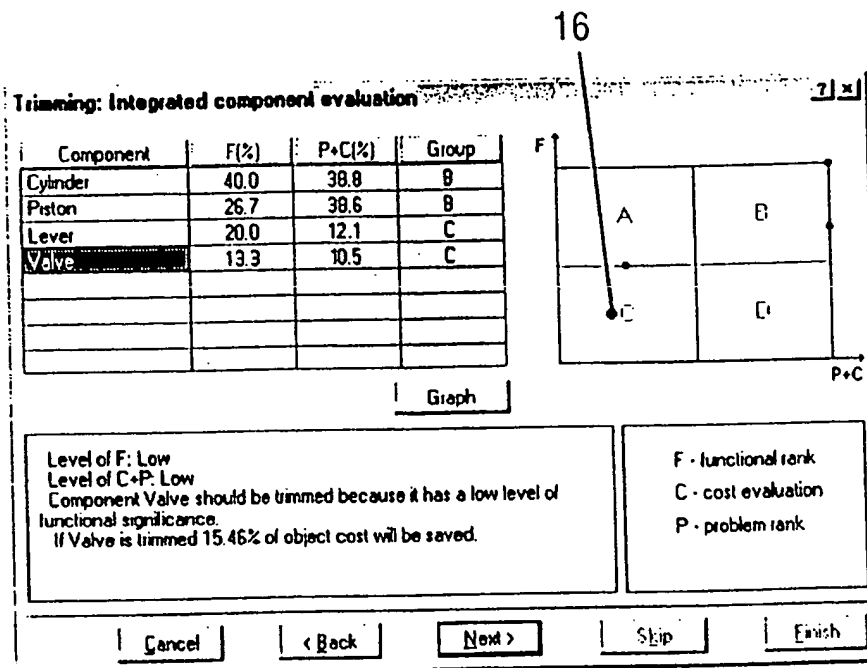 16
Trimming: Integrated component evaluation ? x
Component F(%) P+C(%) Group
Cylinder 40.0 38.8 B
Piston 26.7 38.6 B
Lever 20.0 12.1 C
Valve 13.3 10.5 C
F
A B
C D
P+C
Graph
Level of F: Low
Level of C+P: Low
Component Valve should be trimmed because it has a low level of
functional significance.
If Valve is trimmed 15.46% of object cost will be saved.
F - functional rank
C - cost evaluation
P - problem rank
Cancel < Back Next > Skip Finish